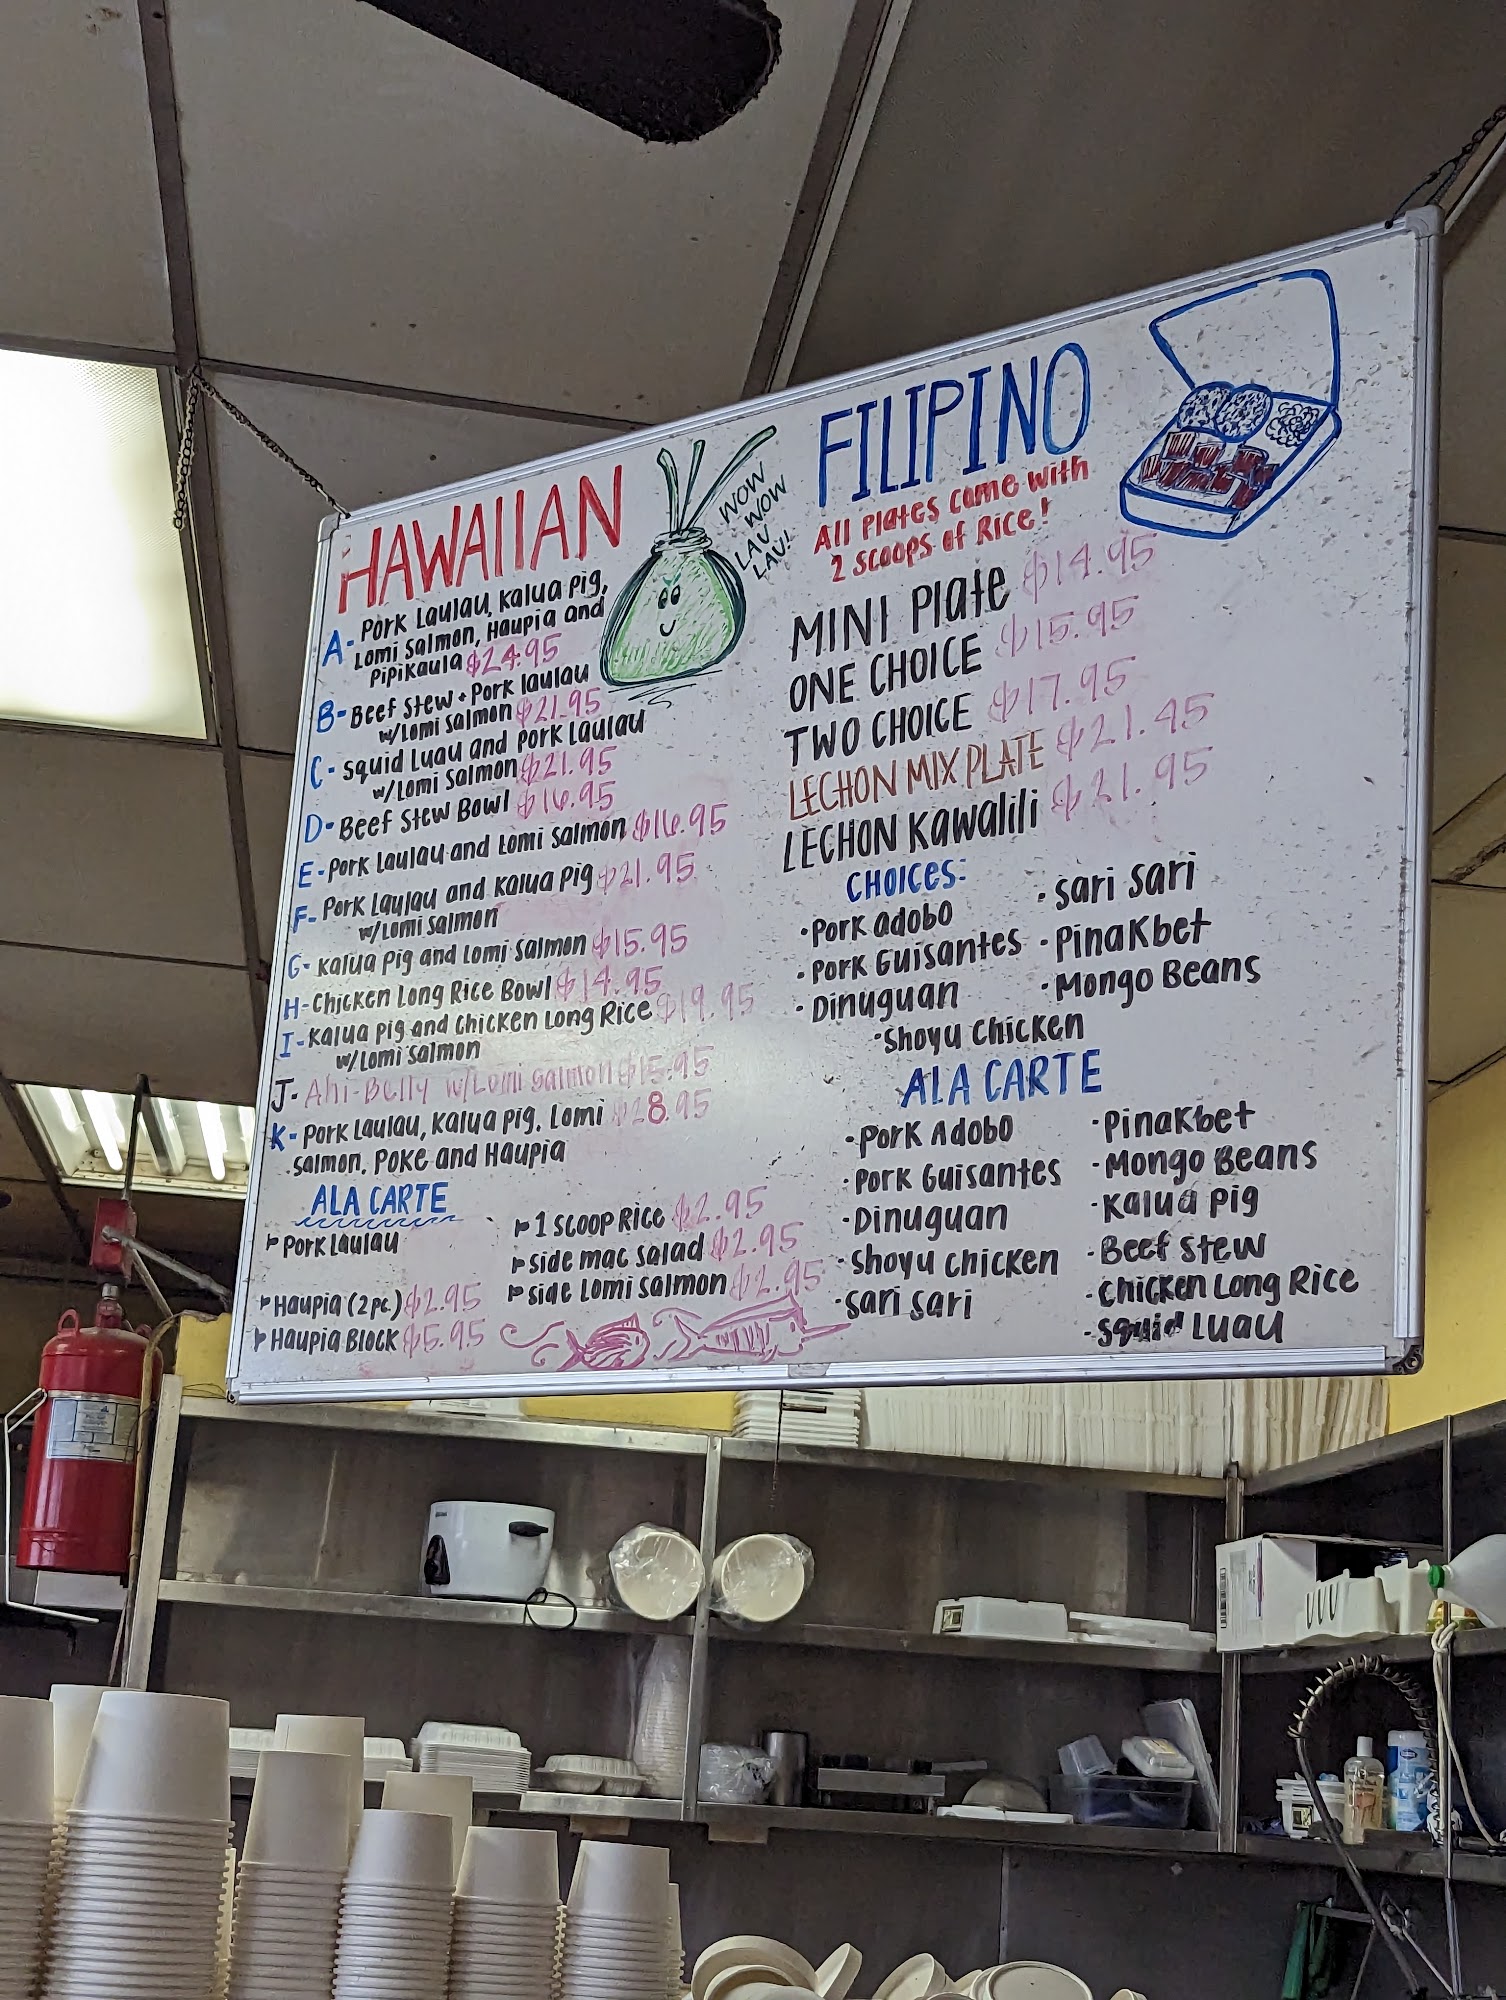 HAWAIIAN
A- Pork Laulau, Kalua Pig,
Lomi Salmon, Haupia and
Pipikaula $24.95
B- Beef Stew + Pork laulau
w/Lomi Salmon $21.95
C- Squid Luau and Pork Laulau
w/Lomi Salmon $21.95
D- Beef Stew Bowl $16.95
E- Pork Laulau and Lomi Salmon $16.95
F- Pork Laulau and Kalua Pig $21.95
w/Lomi Salmon
G- Kalua Pig and Lomi Salmon $15.95
H- Chicken Long Rice Bowl $14.95
I- Kalua Pig and Chicken Long Rice $19.95
w/Lomi Salmon
J- Ahi-Belly w/Lomi Salmon $15.95
K- Pork Laulau, Kalua Pig, Lomi $28.95
Salmon, Poke and Haupia
ALA CARTE
Pork Laulau
Haupia (2 pc.) $2.95
Haupia Block $5.95
1 Scoop Rice $2.95
Side Mac Salad $2.95
Side Lomi Salmon $2.95
WOW
WOW
LAU
LAU!
FILIPINO
All Plates Come with
2 Scoops of Rice!
MINI Plate $14.95
ONE CHOICE $15.95
TWO CHOICE $17.95
LECHON MIX PLATE $21.45
LECHON Kawalili $21.95
CHOICES:
• Pork Adobo
• Pork Guisantes
• Dinuguan
• Shoyu Chicken
• Sari Sari
• Pinakbet
• Mongo Beans
ALA CARTE
• Pork Adobo
• Pork Guisantes
• Dinuguan
• Shoyu Chicken
• Sari Sari
• Pinakbet
• Mongo Beans
• Kalua Pig
• Beef Stew
• Chicken Long Rice
• Squid Luau